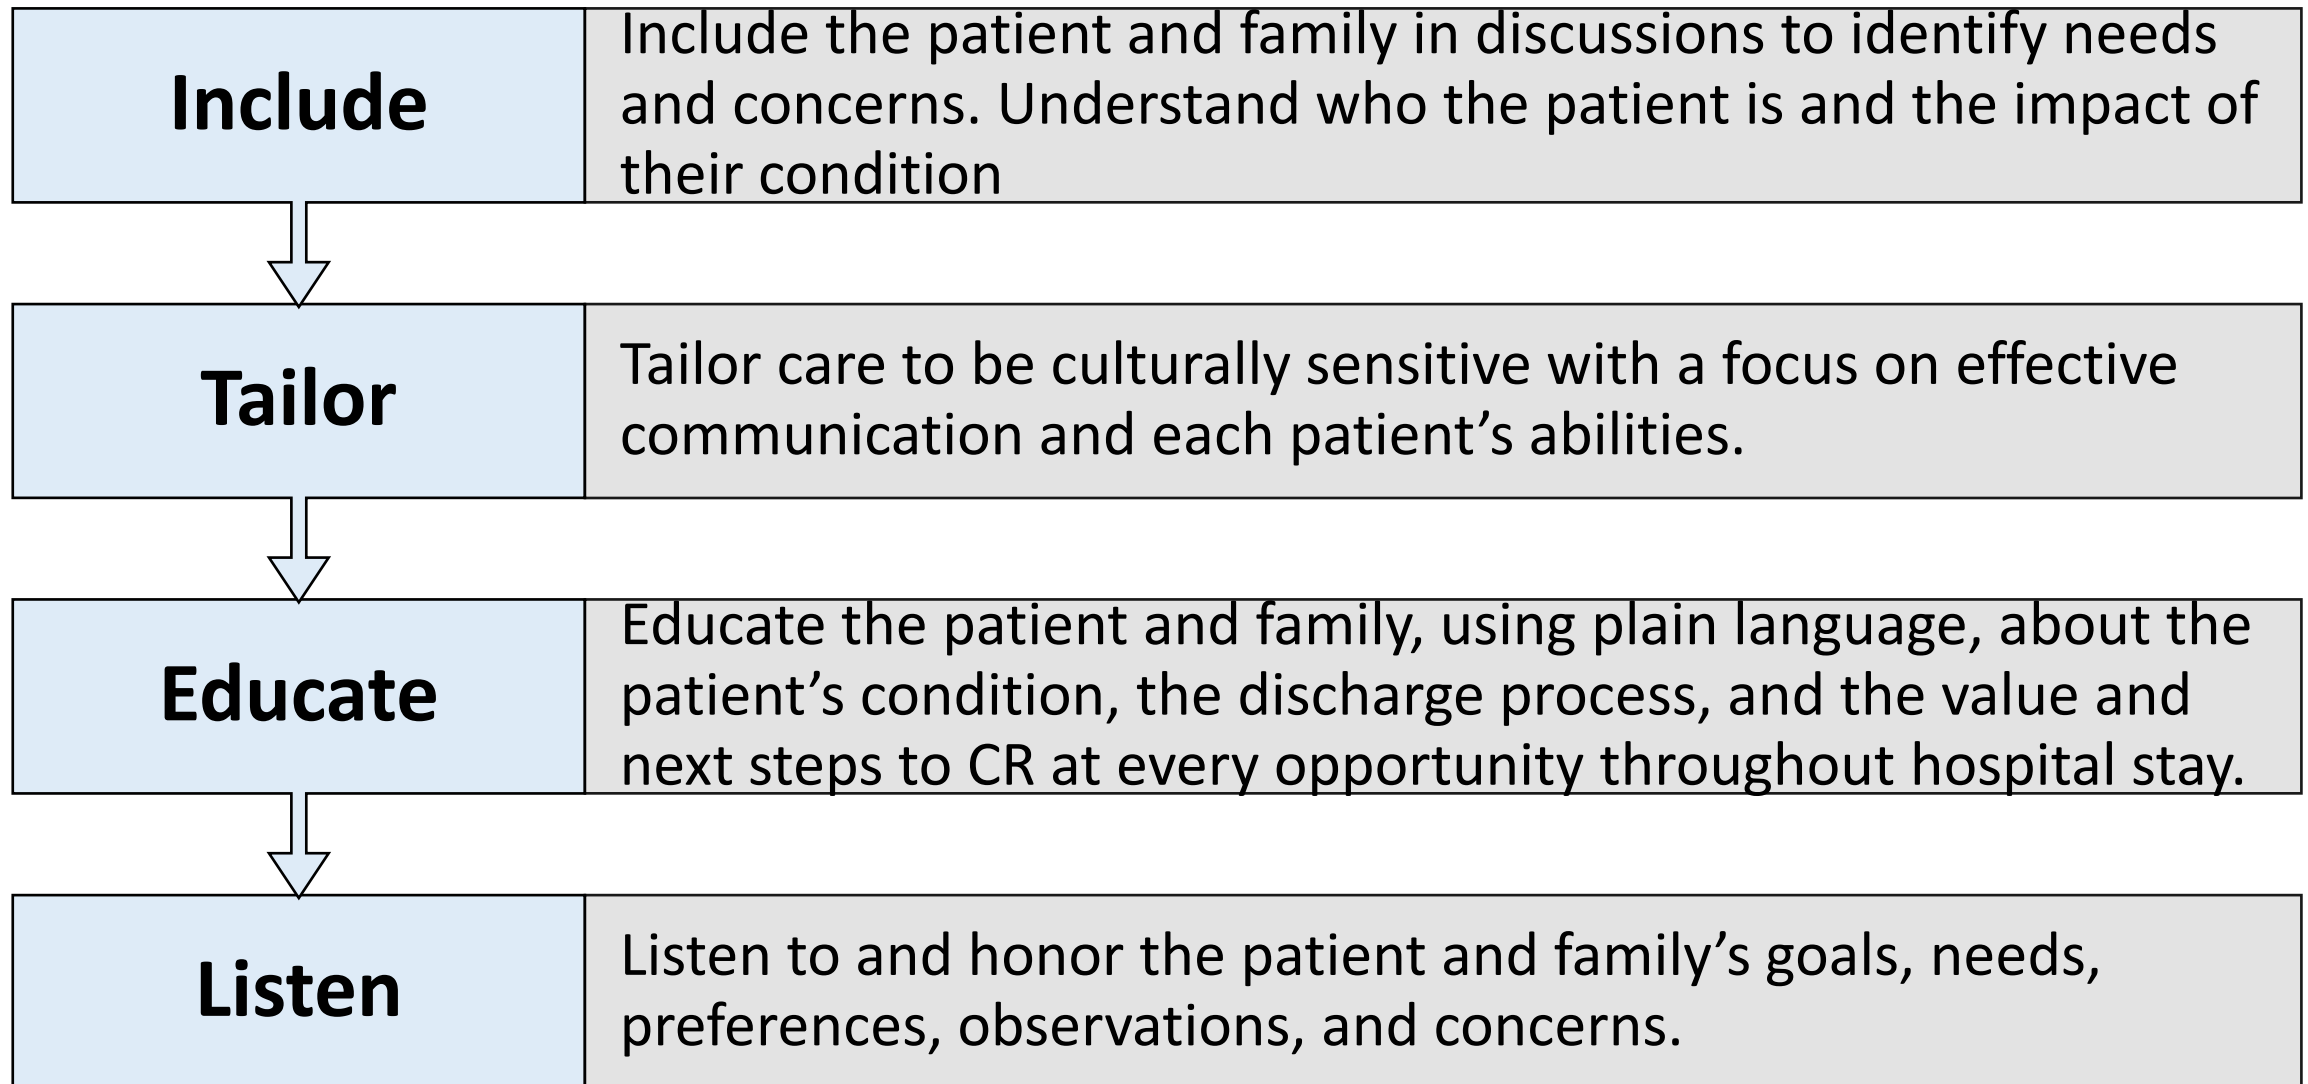 Include
Include the patient and family in discussions to identify needs
and concerns. Understand who the patient is and the impact of
their condition
Tailor
Tailor care to be culturally sensitive with a focus on effective
communication and each patient’s abilities.
Educate
Educate the patient and family, using plain language, about the
patient’s condition, the discharge process, and the value and
next steps to CR at every opportunity throughout hospital stay.
Listen
Listen to and honor the patient and family’s goals, needs,
preferences, observations, and concerns.